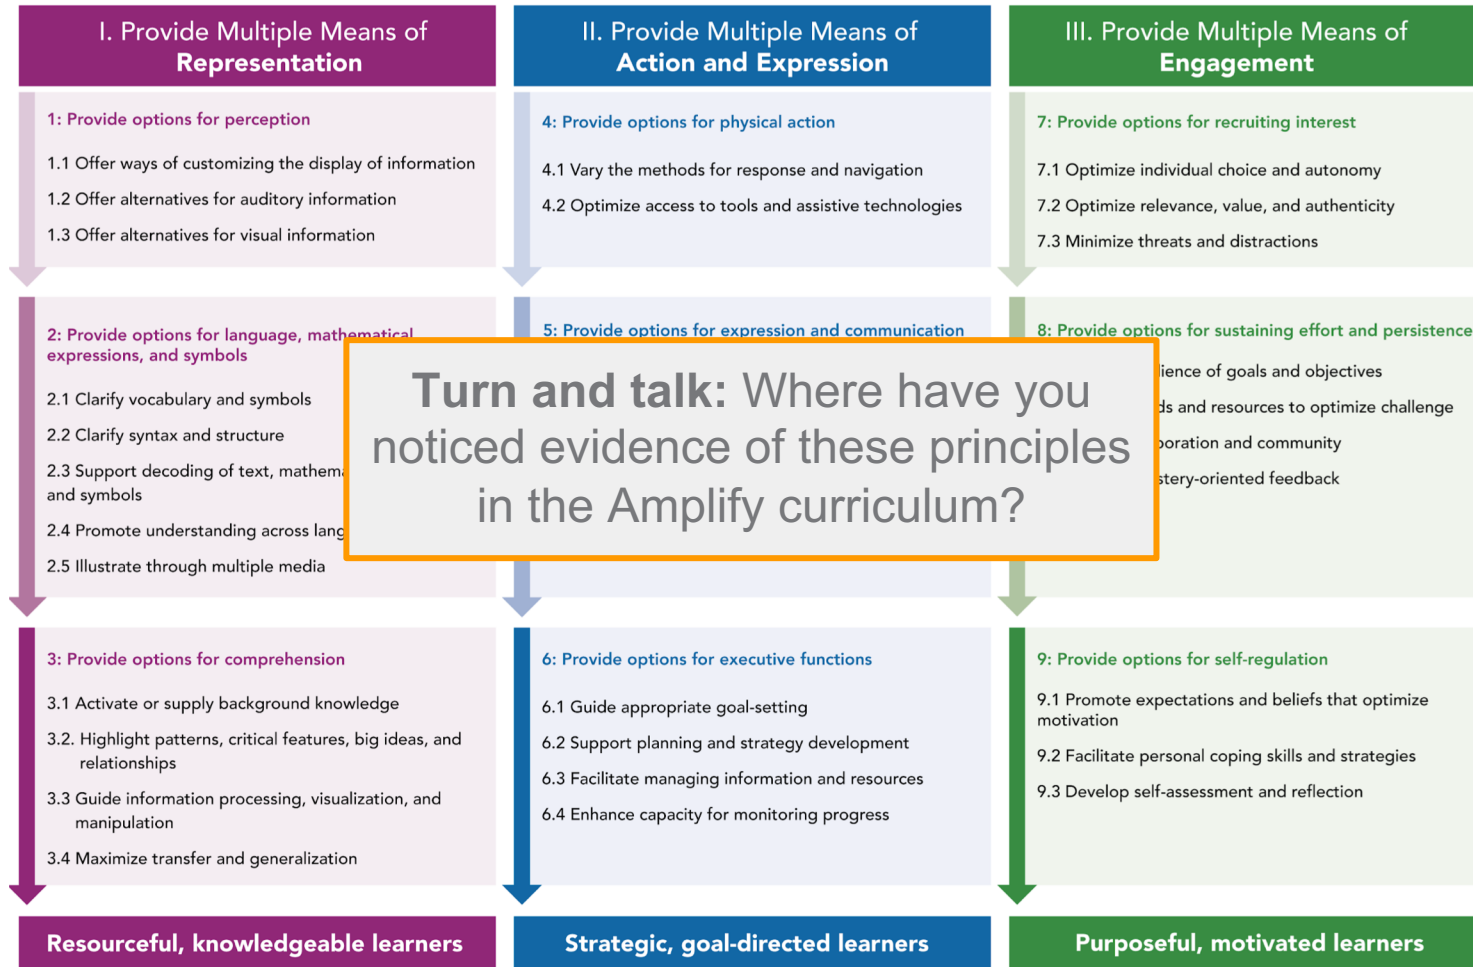 I. Provide Multiple Means of
Representation
1: Provide options for perception
1.1 Offer ways of customizing the display of information
1.2 Offer alternatives for auditory information
1.3 Offer alternatives for visual information
2: Provide options for language, mathematical
expressions, and symbols
2.1 Clarify vocabulary and symbols
2.2 Clarify syntax and structure
2.3 Support decoding of text,
and symbols
2.4 Promote understanding across
2.5 Illustrate through multiple media
3: Provide options for comprehension
3.1 Activate or supply background knowledge
3.2. Highlight patterns, critical features, big ideas, and
relationships
3.3 Guide information processing, visualization, and
manipulation
3.4 Maximize transfer and generalization
Resourceful, knowledgeable learners
II. Provide Multiple Means of
Action and Expression
4: Provide options for physical action
4.1 Vary the methods for response and navigation
4.2 Optimize access to tools and assistive technologies
5: Provide options for expression and communication
Turn and talk: Where have you
noticed evidence of these principles
in the Amplify curriculum?
6: Provide options for executive functions
6.1 Guide appropriate goal-setting
6.2 Support planning and strategy development
6.3 Facilitate managing information and resources
6.4 Enhance capacity for monitoring progress
Strategic, goal-directed learners
III. Provide Multiple Means of
Engagement
7: Provide options for recruiting interest
7.1 Optimize individual choice and autonomy
7.2 Optimize relevance, value, and authenticity
7.3 Minimize threats and distractions
8: Provide options for sustaining effort and persistence
of goals and objectives
and resources to optimize challenge
and community
feedback
9: Provide options for self-regulation
9.1 Promote expectations and beliefs that optimize
motivation
9.2 Facilitate personal coping skills and strategies
9.3 Develop self-assessment and reflection
Purposeful, motivated learners